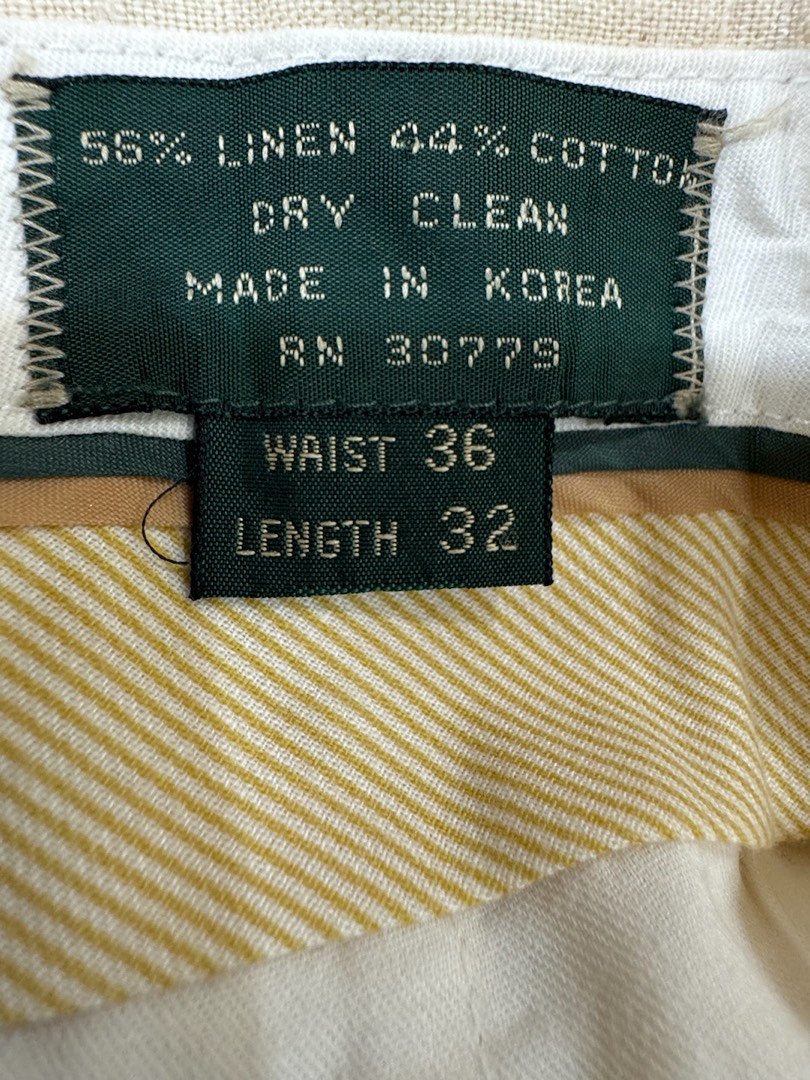 56% LINEN 44% COTTON
DRY CLEAN
MADE IN KOREA
RN 30779
WAIST 36
LENGTH 32